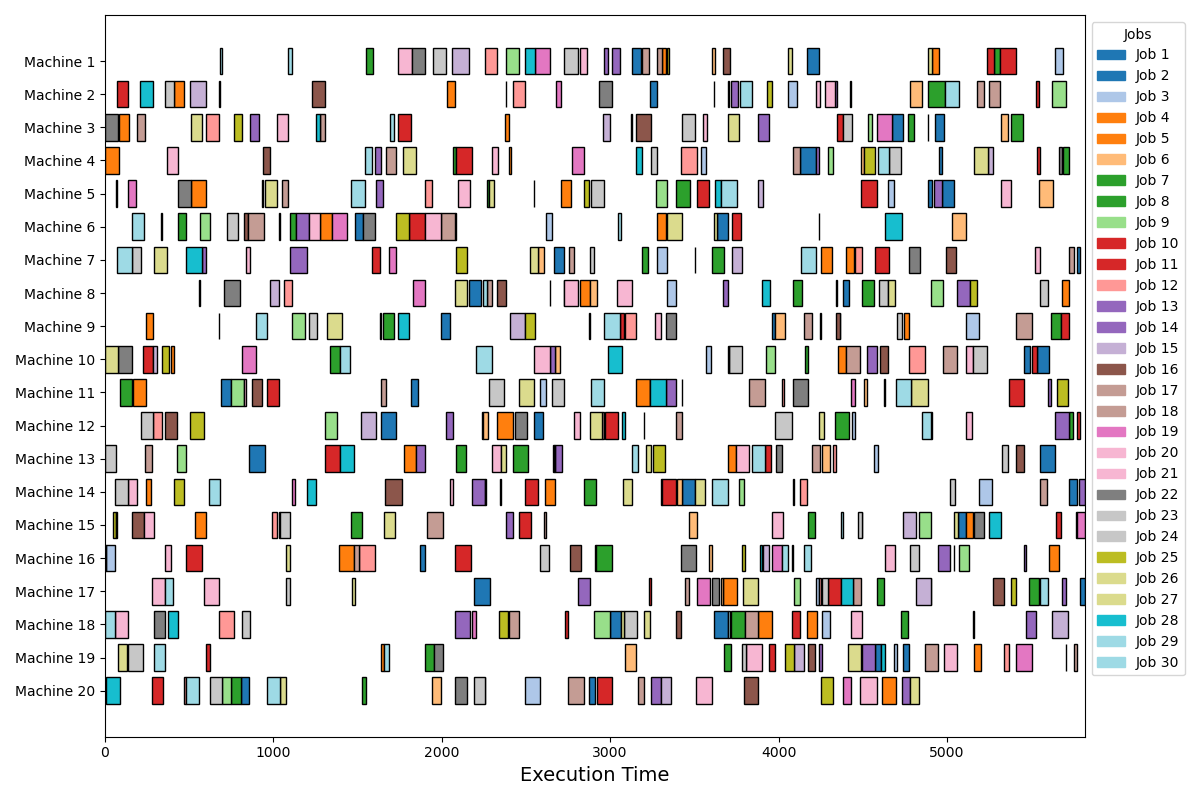 Machine 1
Machine 2
Machine 3
Machine 4
Machine 5
Machine 6
Machine 7
Machine 8
Machine 9
Machine 10
Machine 11
Machine 12
Machine 13
Machine 14
Machine 15
Machine 16
Machine 17
Machine 18
Machine 19
Machine 20
0 1000 2000 3000 4000 5000
Execution Time
Jobs
Job 1
Job 2
Job 3
Job 4
Job 5
Job 6
Job 7
Job 8
Job 9
Job 10
Job 11
Job 12
Job 13
Job 14
Job 15
Job 16
Job 17
Job 18
Job 19
Job 20
Job 21
Job 22
Job 23
Job 24
Job 25
Job 26
Job 27
Job 28
Job 29
Job 30